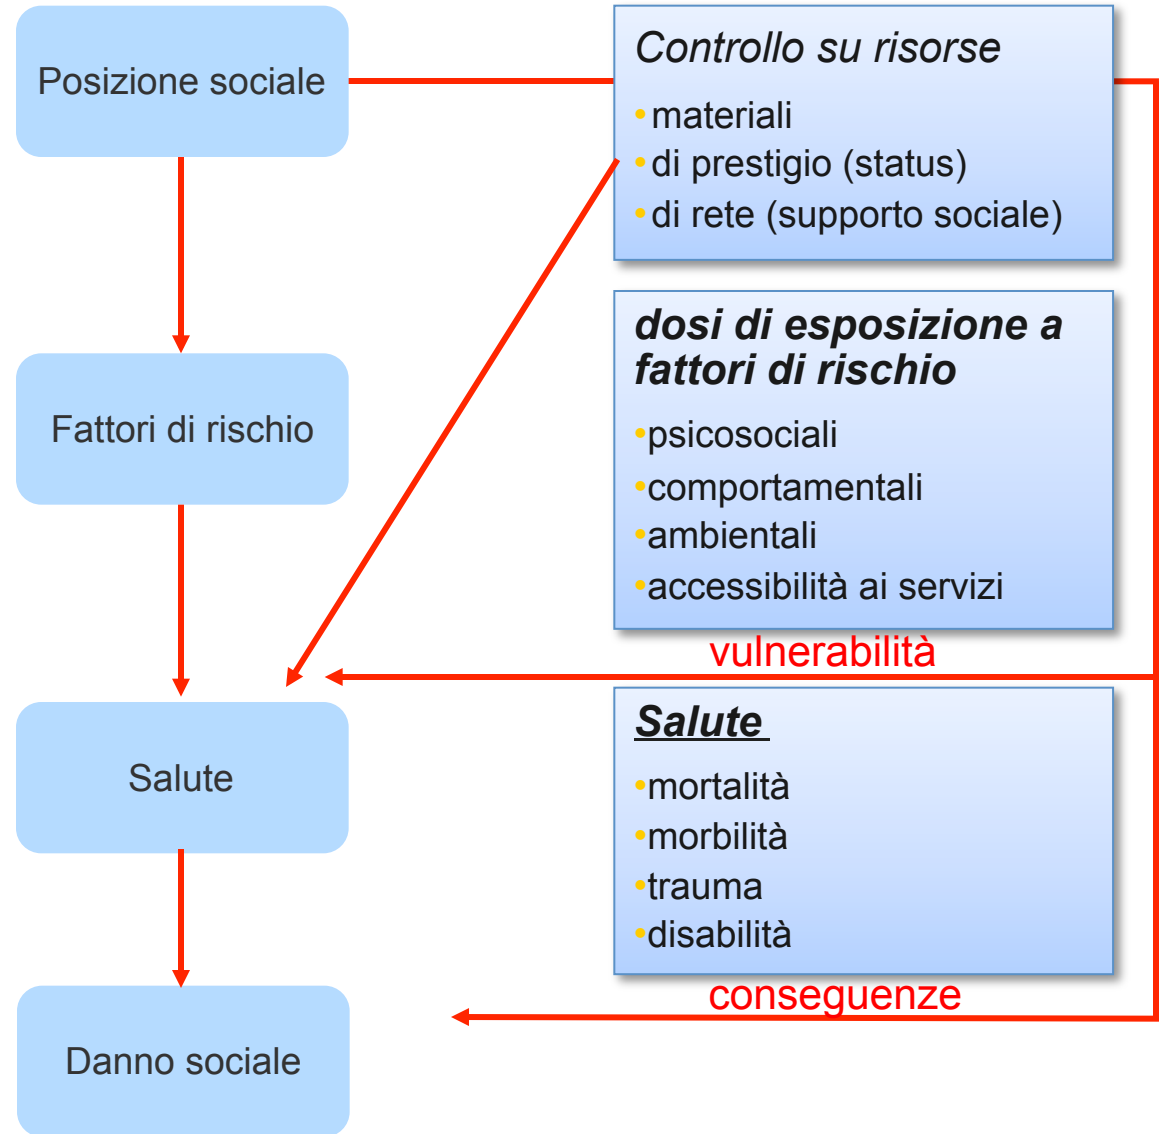 Posizione sociale
Controllo su risorse
•materiali
•di prestigio (status)
•di rete (supporto sociale)
dosi di esposizione a
fattori di rischio
•psicosociali
•comportamentali
•ambientali
•accessibilità ai servizi
Fattori di rischio
vulnerabilità
Salute
Salute
•mortalità
•morbilità
•trauma
•disabilità
conseguenze
Danno sociale